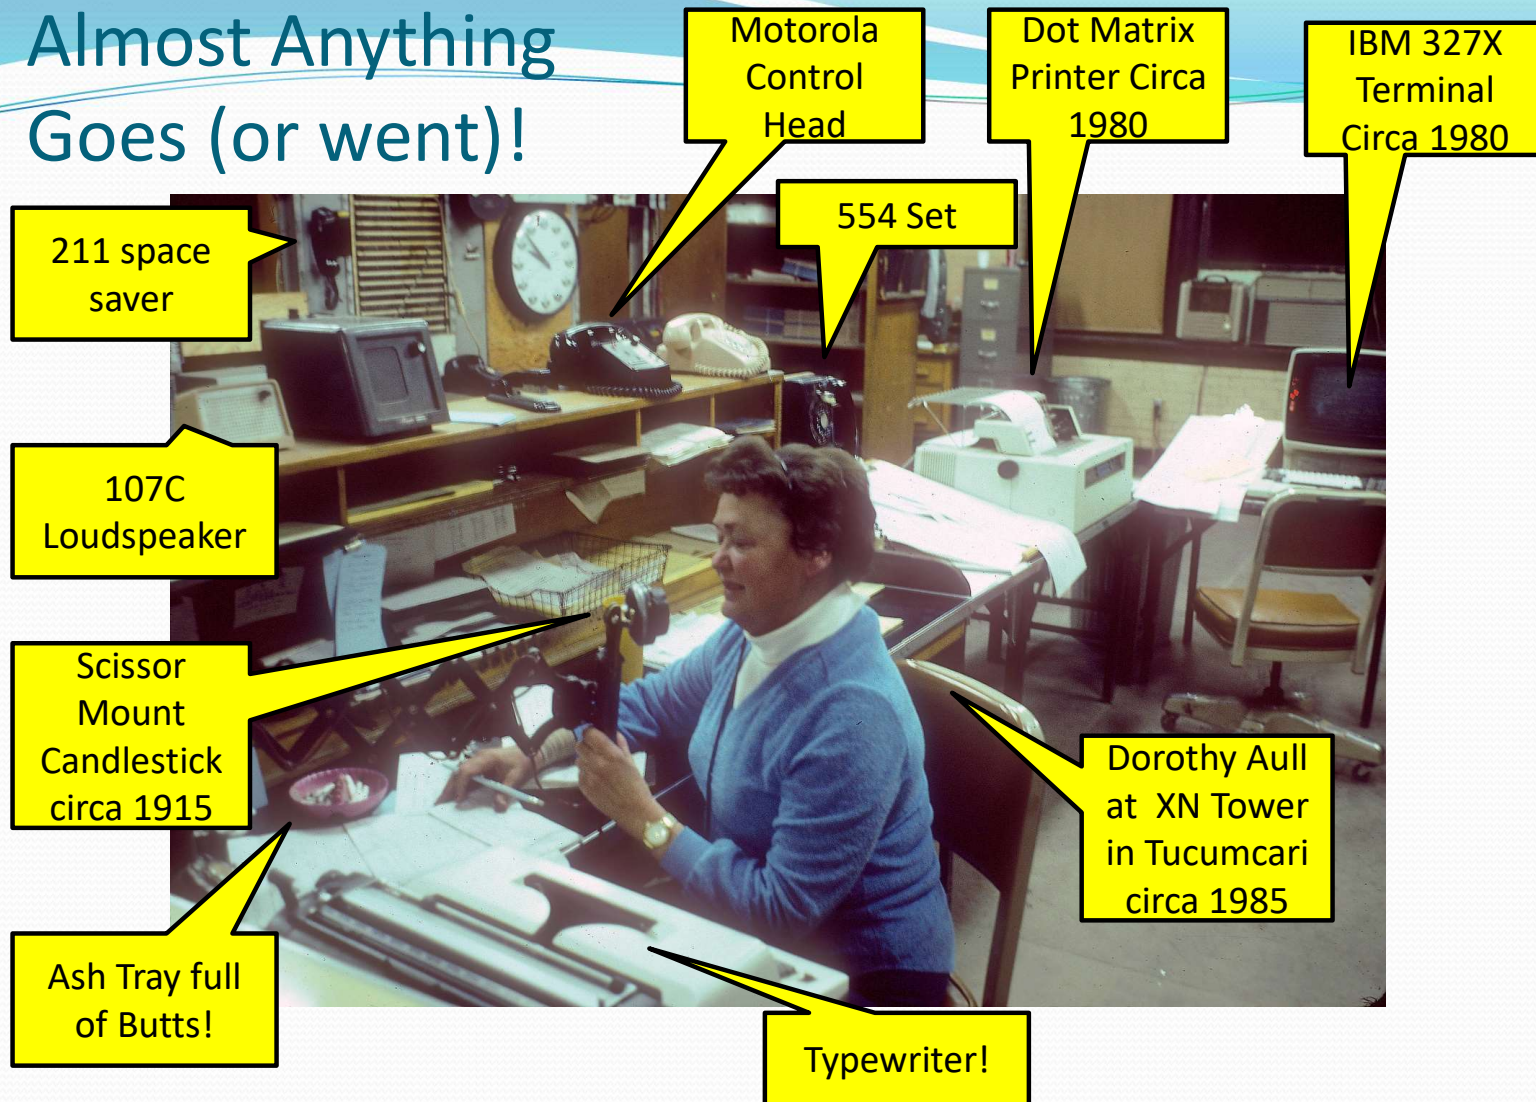 Almost Anything
Goes (or went)!
Motorola
Control
Head
Dot Matrix
Printer Circa
1980
IBM 327X
Terminal
Circa 1980
554 Set
211 space
saver
107C
Loudspeaker
Scissor
Mount
Candlestick
circa 1915
Dorothy Aull
at XN Tower
in Tucumcari
circa 1985
Ash Tray full
of Butts!
Typewriter!